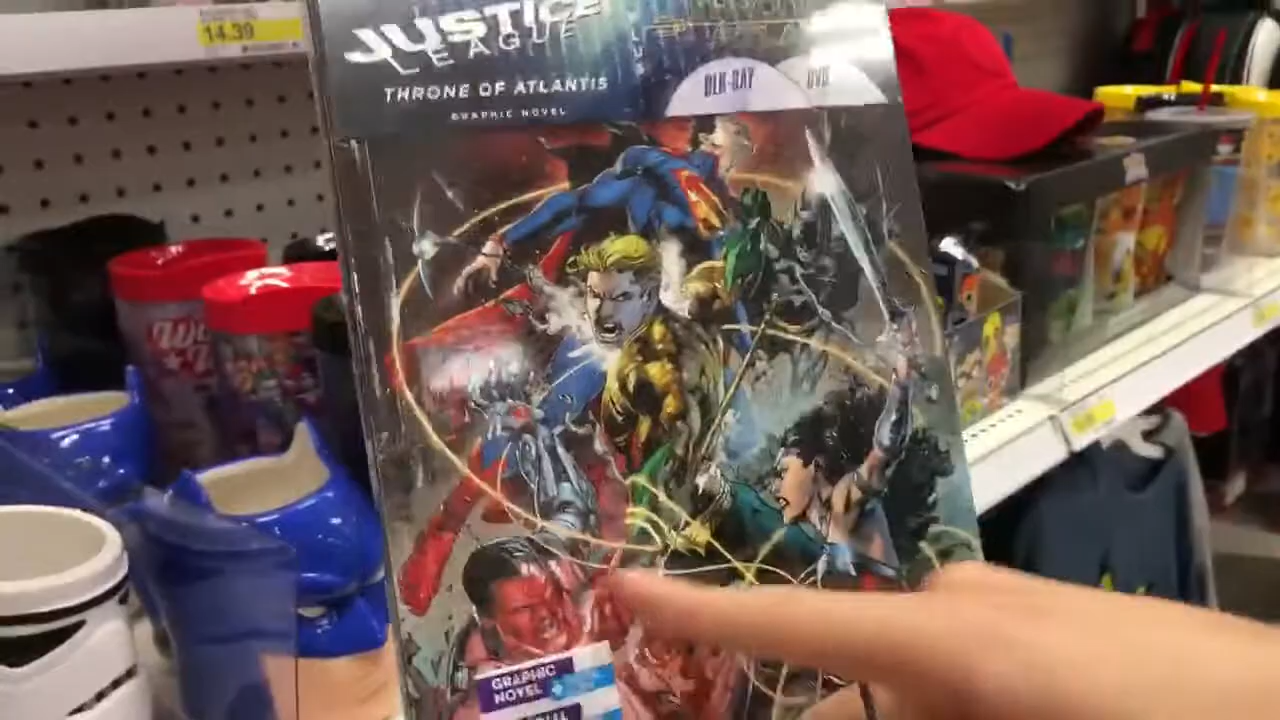 14.39
JUSTICE
LEAGUE
THRONE OF ATLANTIS
GRAPHIC NOVEL
BLU-RAY
DVD
GRAPHIC
NOVEL